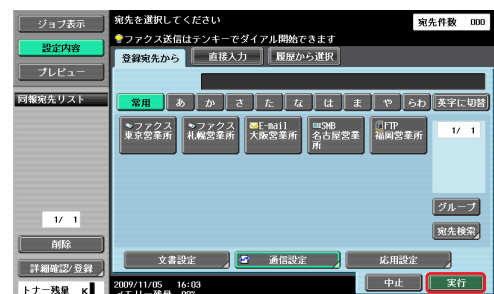 ジョブ表示
設定内容
プレビュー
同報宛先リスト
1/ 1
削除
詳細確認/登録
トナー残量 K
宛先を選択してください
宛先件数 000
ファクス送信はテンキーでダイアル開始できます
登録宛先から 直接入力 履歴から選択
常用 あ か さ た な は ま や らわ 英字に切替
ファクス
東京営業所
ファクス
札幌営業所
E-mail
大阪営業所
SMB
名古屋営業
所
FTP
福岡営業所
1/ 1
グループ
宛先検索
文書設定 通信設定 応用設定
2009/11/05 16:03
中止 実行